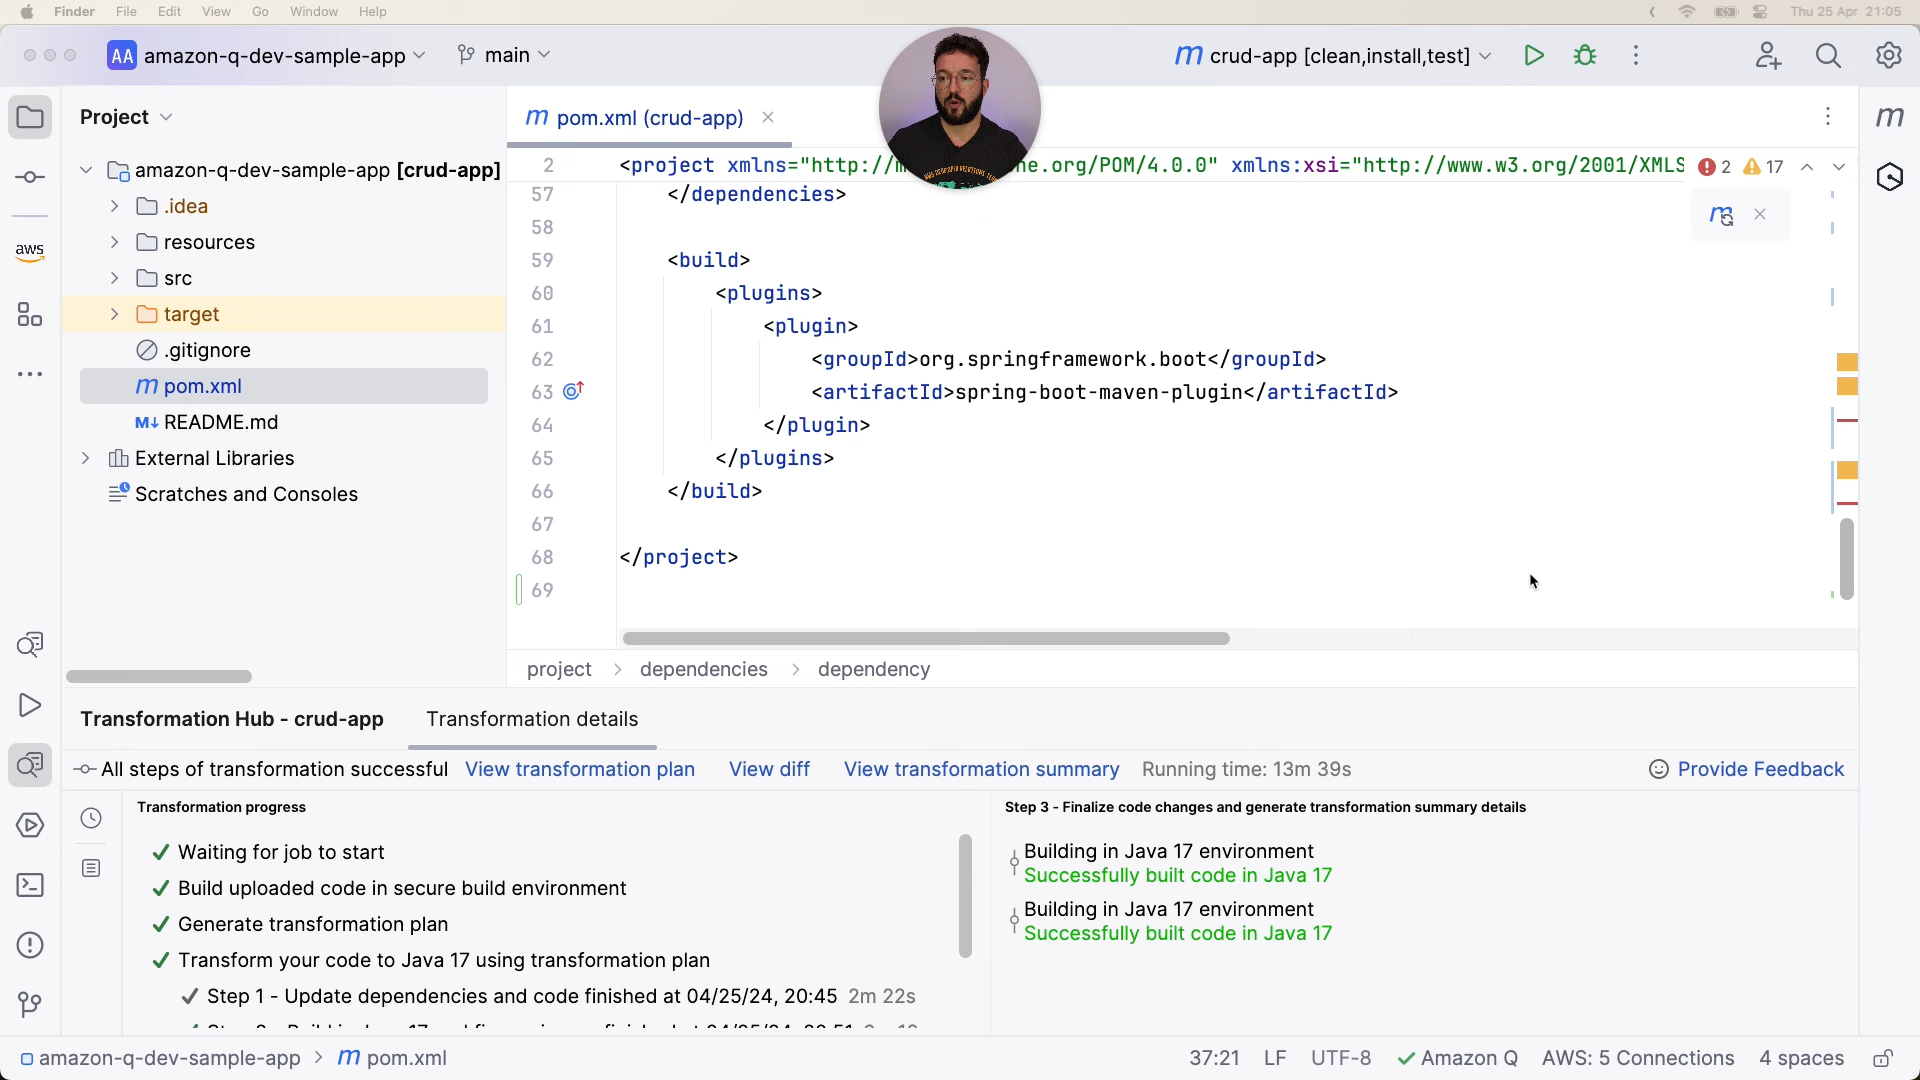 Finder File Edit View Go Window Help Thu 25 Apr 21:05
AA amazon-q-dev-sample-app main m crud-app [clean,install,test]
Project
m pom.xml (crud-app)
amazon-q-dev-sample-app [crud-app]
.idea
resources
src
target
.gitignore
m pom.xml
M↓ README.md
External Libraries
Scratches and Consoles
aws
2 <project xmlns="http://m ne.org/POM/4.0.0" xmlns:xsi="http://www.w3.org/2001/XMLS 2 17
57 </dependencies>
58
59 <build>
60 <plugins>
61 <plugin>
62 <groupId>org.springframework.boot</groupId>
63 <artifactId>spring-boot-maven-plugin</artifactId>
64 </plugin>
65 </plugins>
66 </build>
67
68 </project>
69
project > dependencies > dependency
Transformation Hub - crud-app Transformation details
All steps of transformation successful View transformation plan View diff View transformation summary Running time: 13m 39s Provide Feedback
Transformation progress
Waiting for job to start
Build uploaded code in secure build environment
Generate transformation plan
Transform your code to Java 17 using transformation plan
Step 1 - Update dependencies and code finished at 04/25/24, 20:45 2m 22s
Step 3 - Finalize code changes and generate transformation summary details
Building in Java 17 environment
Successfully built code in Java 17
Building in Java 17 environment
Successfully built code in Java 17
amazon-q-dev-sample-app > m pom.xml 37:21 LF UTF-8 Amazon Q AWS: 5 Connections 4 spaces